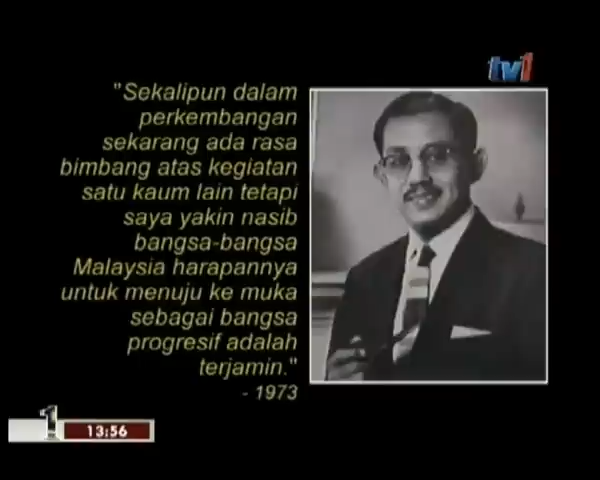 tv1
"Sekalipun dalam
perkembangan
sekarang ada rasa
bimbang atas kegiatan
satu kaum lain tetapi
saya yakin nasib
bangsa-bangsa
Malaysia harapannya
untuk menuju ke muka
sebagai bangsa
progresif adalah
terjamin."
- 1973
1
13:56